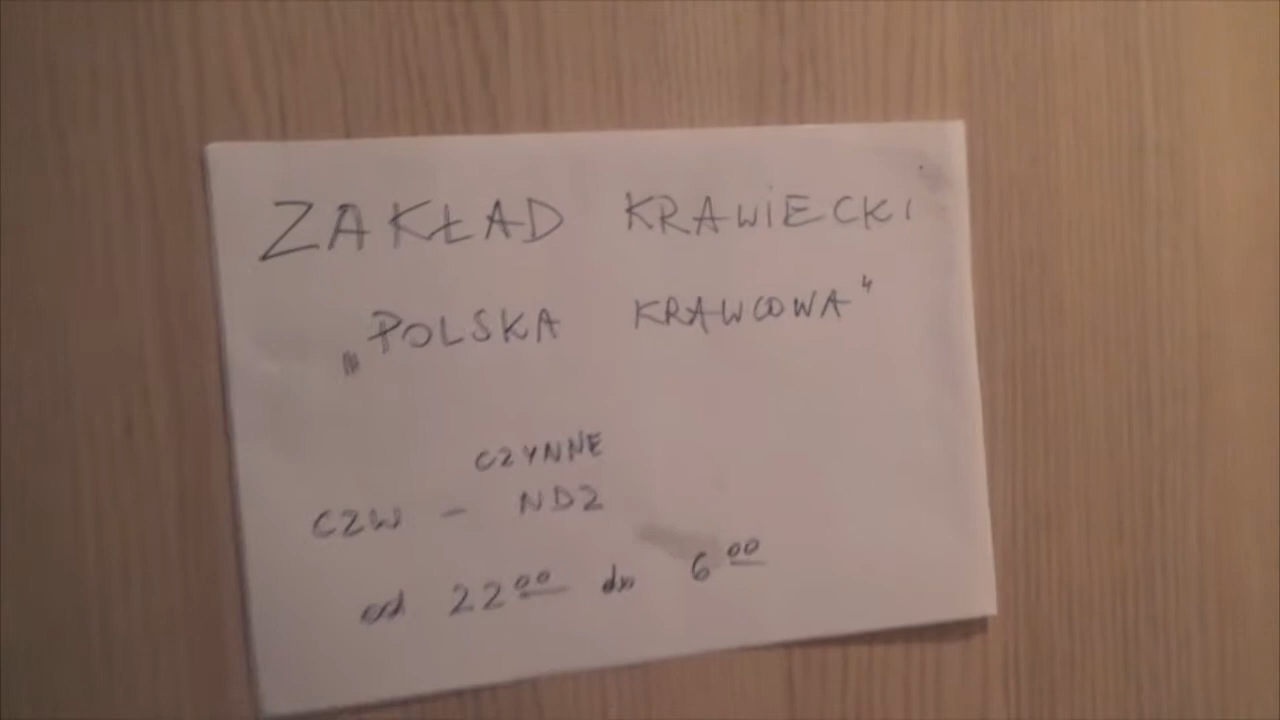 ZAKŁAD KRAWIECKI
„POLSKA KRAWCOWA"
CZYNNE
CZW - NDZ
od 22⁰⁰ do 6⁰⁰